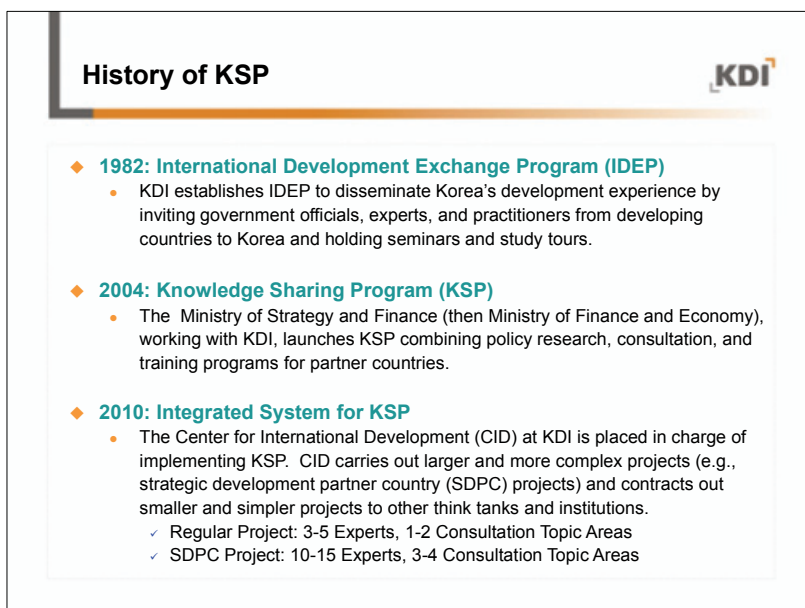 History of KSP
KDI
1982: International Development Exchange Program (IDEP)
KDI establishes IDEP to disseminate Korea's development experience by
inviting government officials, experts, and practitioners from developing
countries to Korea and holding seminars and study tours.
2004: Knowledge Sharing Program (KSP)
The Ministry of Strategy and Finance (then Ministry of Finance and Economy),
working with KDI, launches KSP combining policy research, consultation, and
training programs for partner countries.
2010: Integrated System for KSP
The Center for International Development (CID) at KDI is placed in charge of
implementing KSP. CID carries out larger and more complex projects (e.g.,
strategic development partner country (SDPC) projects) and contracts out
smaller and simpler projects to other think tanks and institutions.
Regular Project: 3-5 Experts, 1-2 Consultation Topic Areas
SDPC Project: 10-15 Experts, 3-4 Consultation Topic Areas